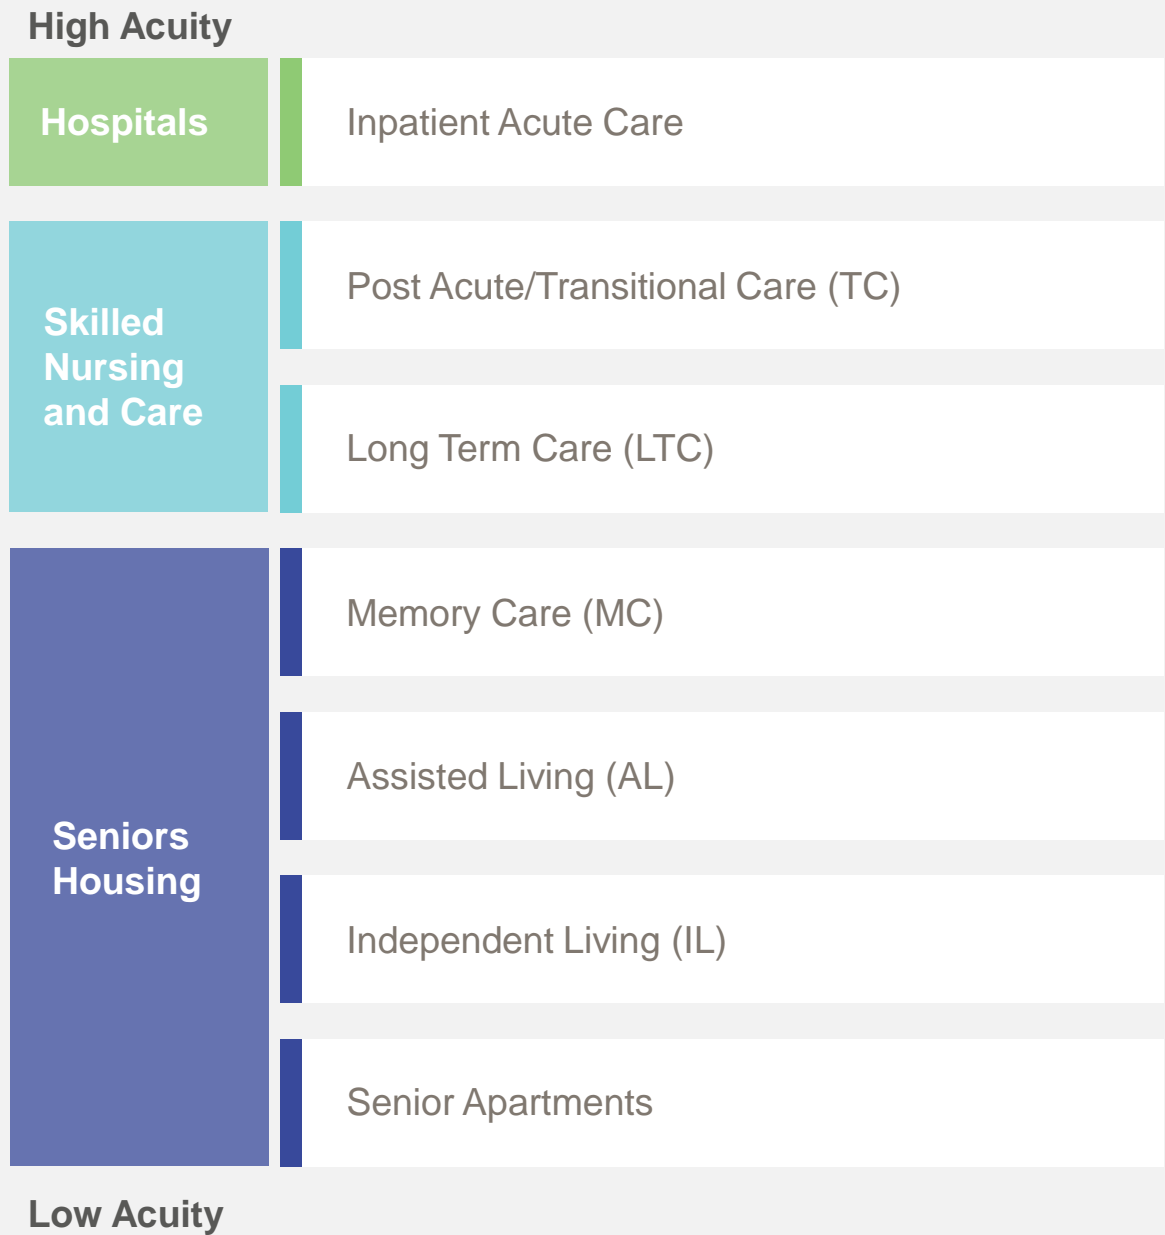 High Acuity
Hospitals
Inpatient Acute Care
Skilled
Nursing
and Care
Post Acute/Transitional Care (TC)
Long Term Care (LTC)
Seniors
Housing
Memory Care (MC)
Assisted Living (AL)
Independent Living (IL)
Senior Apartments
Low Acuity